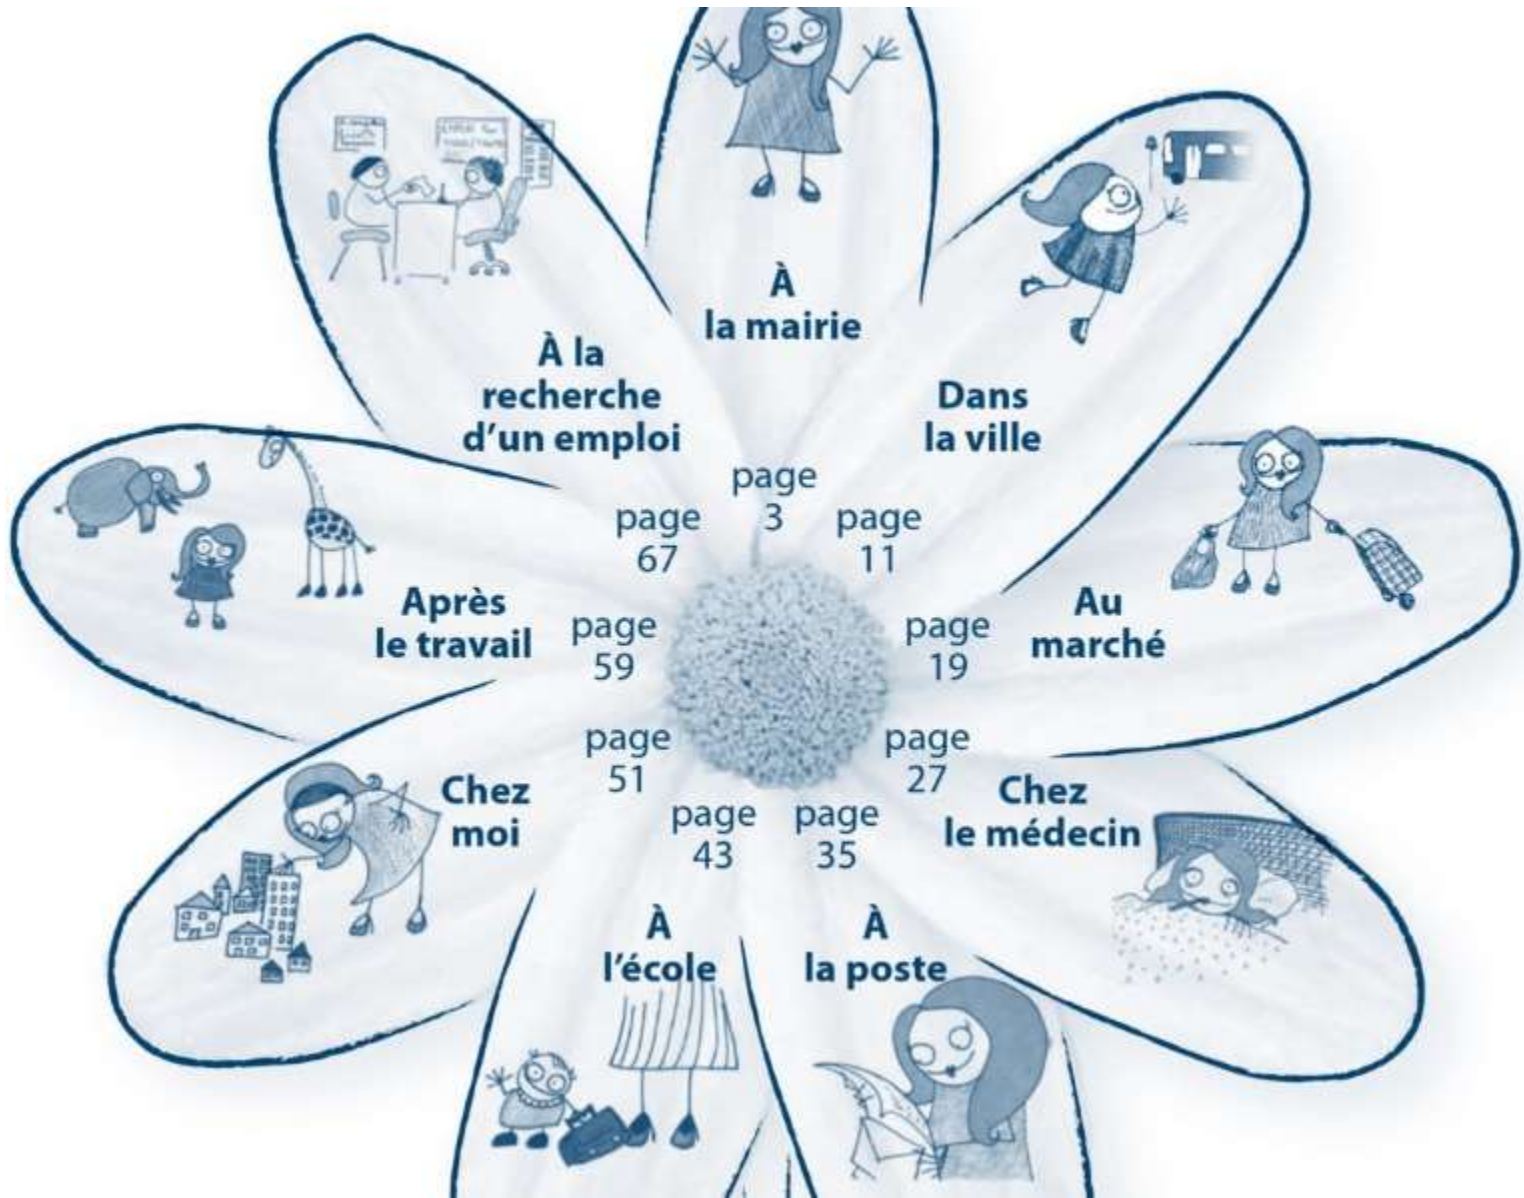 À
la mairie
page
3
Dans
la ville
page
11
Au
marché
page
19
Chez
le médecin
page
27
À
la poste
page
35
À
l'école
page
43
Chez
moi
page
51
Après
le travail
page
59
À la
recherche
d'un emploi
page
67